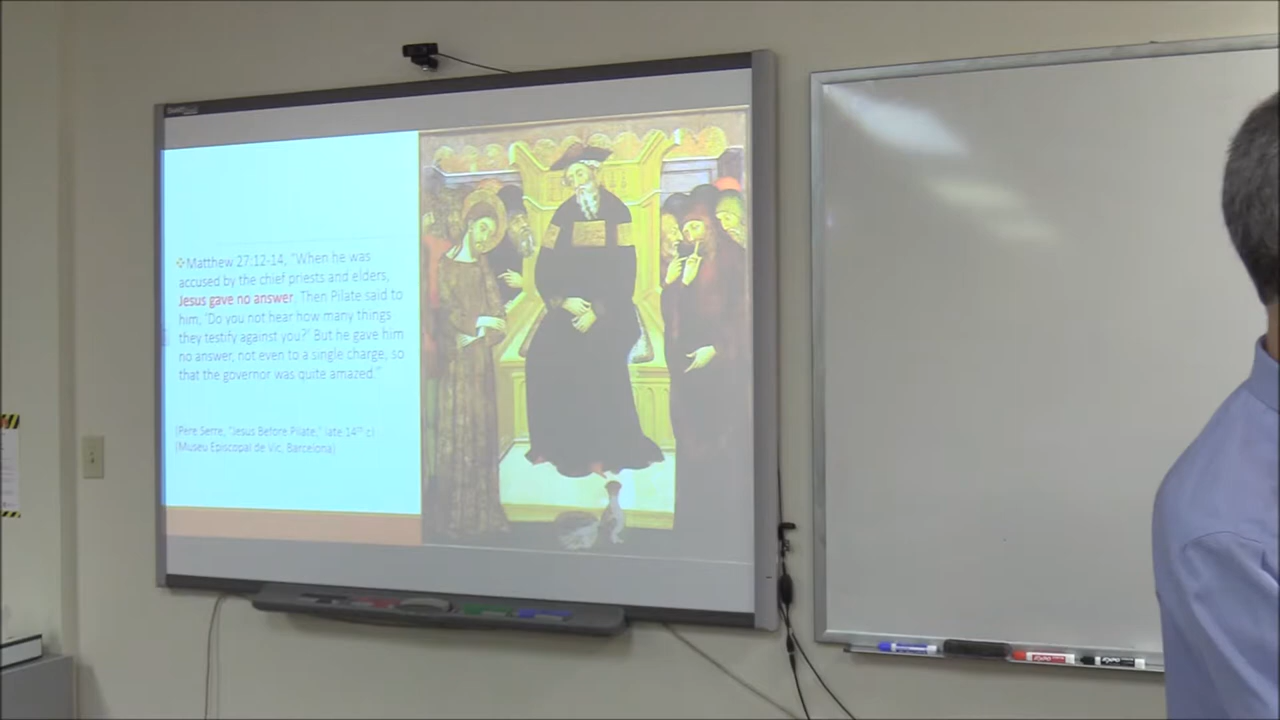 Matthew 27:12-14, "When he was
accused by the chief priests and elders,
Jesus gave no answer. Then Pilate said to
him, 'Do you not hear how many things
they testify against you?' But he gave him
no answer, not even to a single charge, so
that the governor was quite amazed."
(Pere Serre, "Jesus Before Pilate," late 14th c)
(Museu Episcopal de Vic, Barcelona)
EXPO